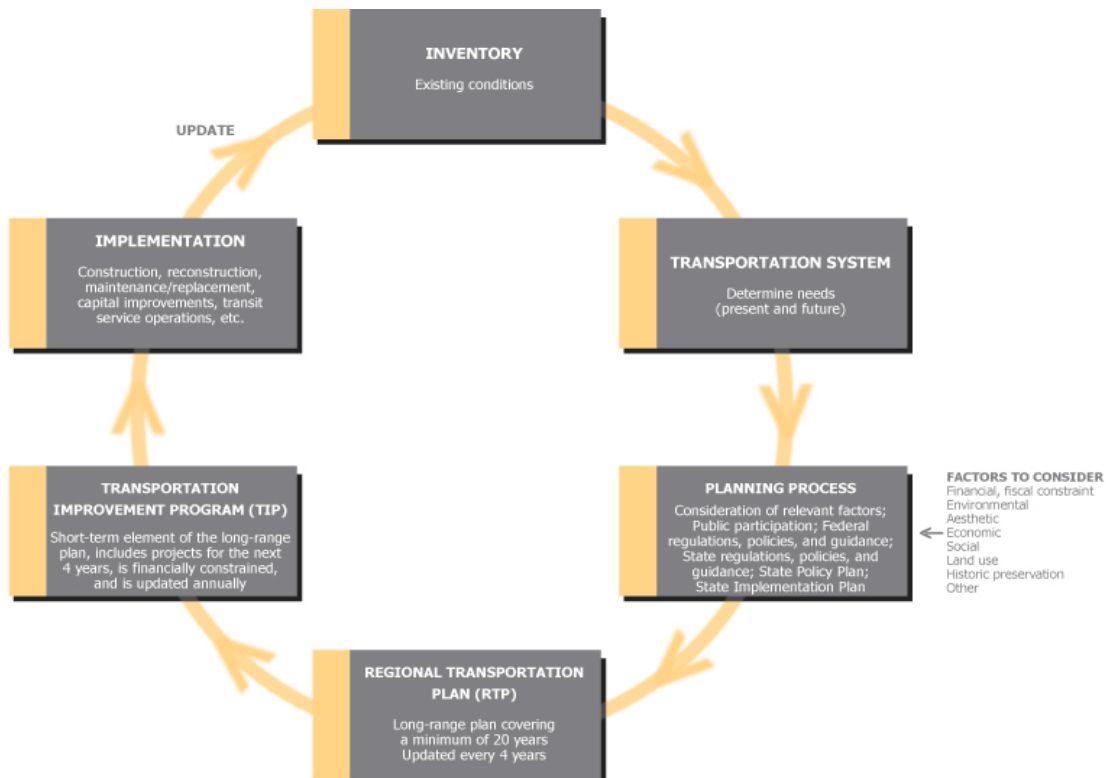 INVENTORY
Existing conditions
UPDATE
TRANSPORTATION SYSTEM
Determine needs
(present and future)
PLANNING PROCESS
Consideration of relevant factors;
Public participation; Federal
regulations, policies, and guidance;
State regulations, policies, and
guidance; State Policy Plan;
State Implementation Plan
FACTORS TO CONSIDER
Financial, fiscal constraint
Environmental
Aesthetic
Economic
Social
Land use
Historic preservation
Other
REGIONAL TRANSPORTATION
PLAN (RTP)
Long-range plan covering
a minimum of 20 years
Updated every 4 years
TRANSPORTATION
IMPROVEMENT PROGRAM (TIP)
Short-term element of the long-range
plan, includes projects for the next
4 years, is financially constrained,
and is updated annually
IMPLEMENTATION
Construction, reconstruction,
maintenance/replacement,
capital improvements, transit
service operations, etc.